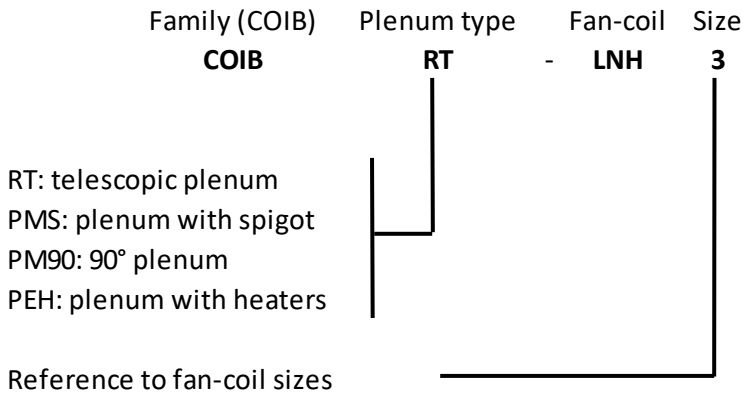 Family (COIB) Plenum type Fan-coil Size
COIB RT - LNH 3
RT: telescopic plenum
PMS: plenum with spigot
PM90: 90° plenum
PEH: plenum with heaters
Reference to fan-coil sizes